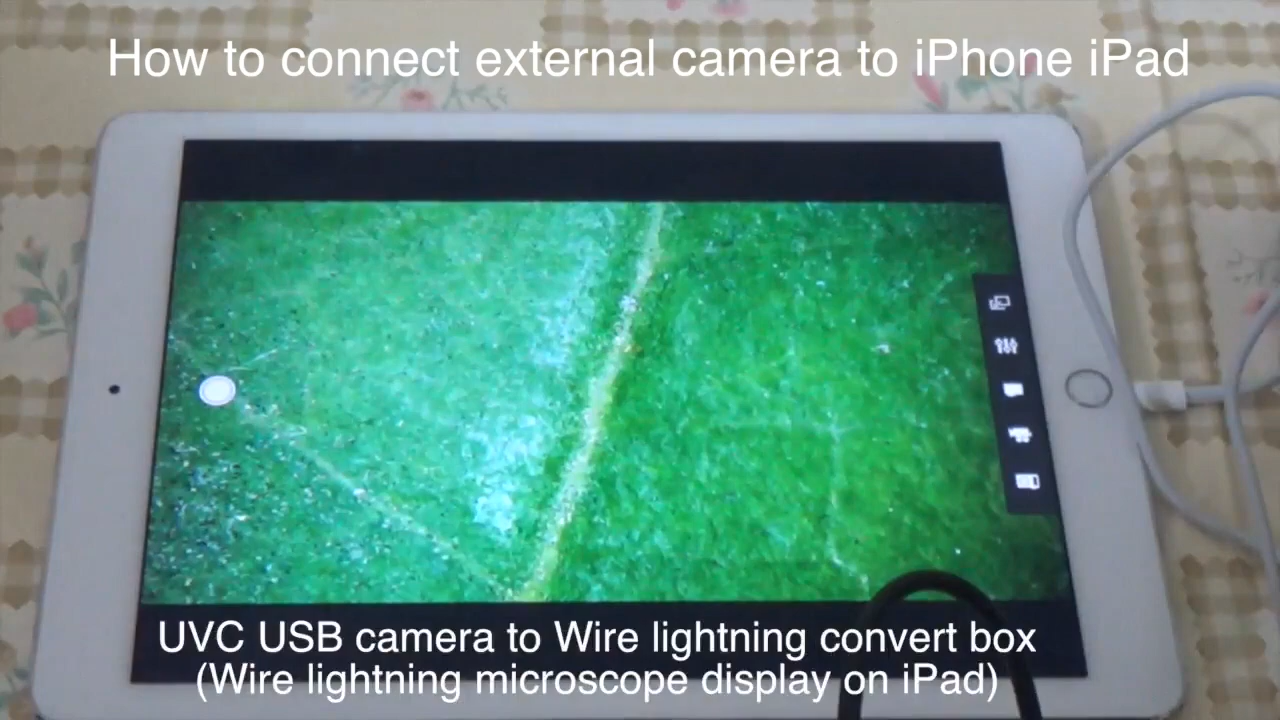 How to connect external camera to iPhone iPad
UVC USB camera to Wire lightning convert box
(Wire lightning microscope display on iPad)